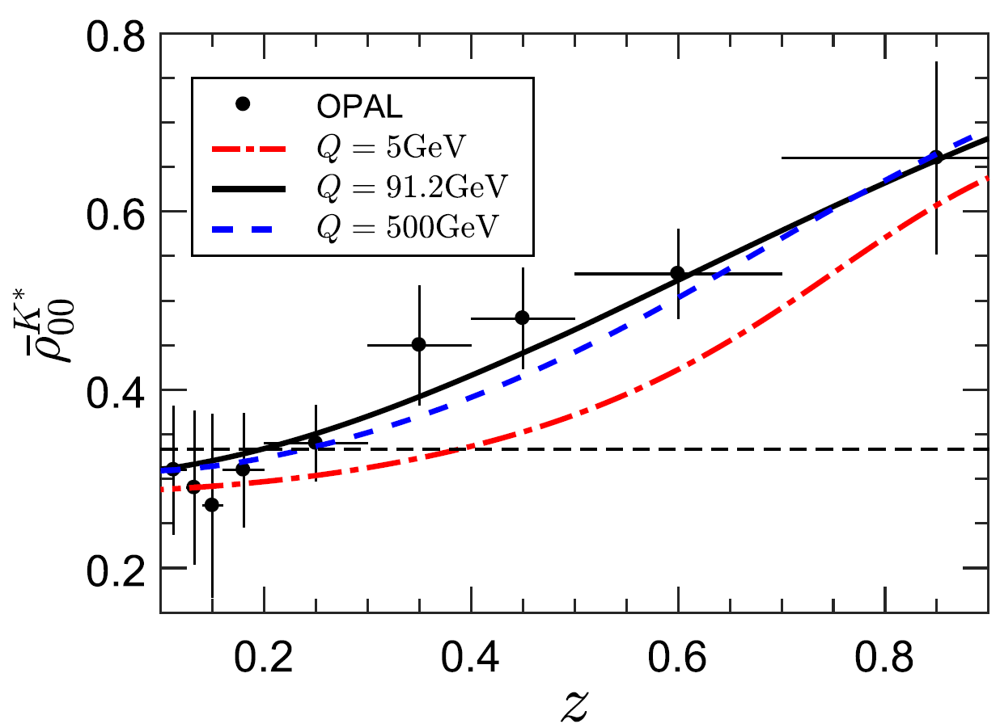 0.8
OPAL
Q = 5GeV
Q = 91.2GeV
Q = 500GeV
0.6
ρ̄₀₀^{K*}
0.4
0.2
0.2 0.4 0.6 0.8
z